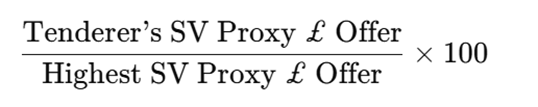 Tenderer's SV Proxy £ Offer
Highest SV Proxy £ Offer
× 100